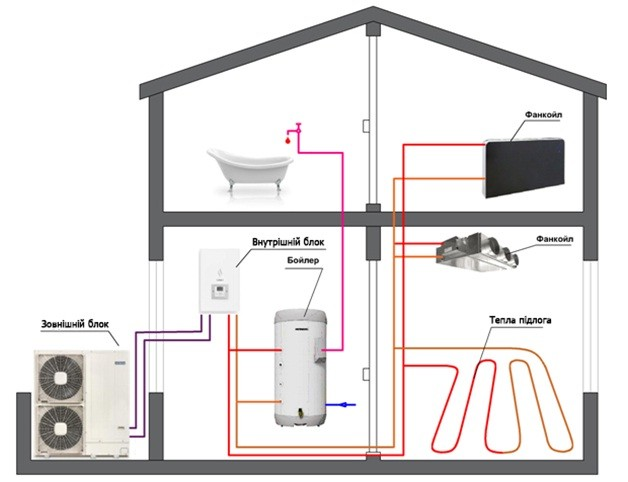 Фанкойл
Внутрішній блок
Фанкойл
Бойлер
Зовнішній блок
Тепла підлога